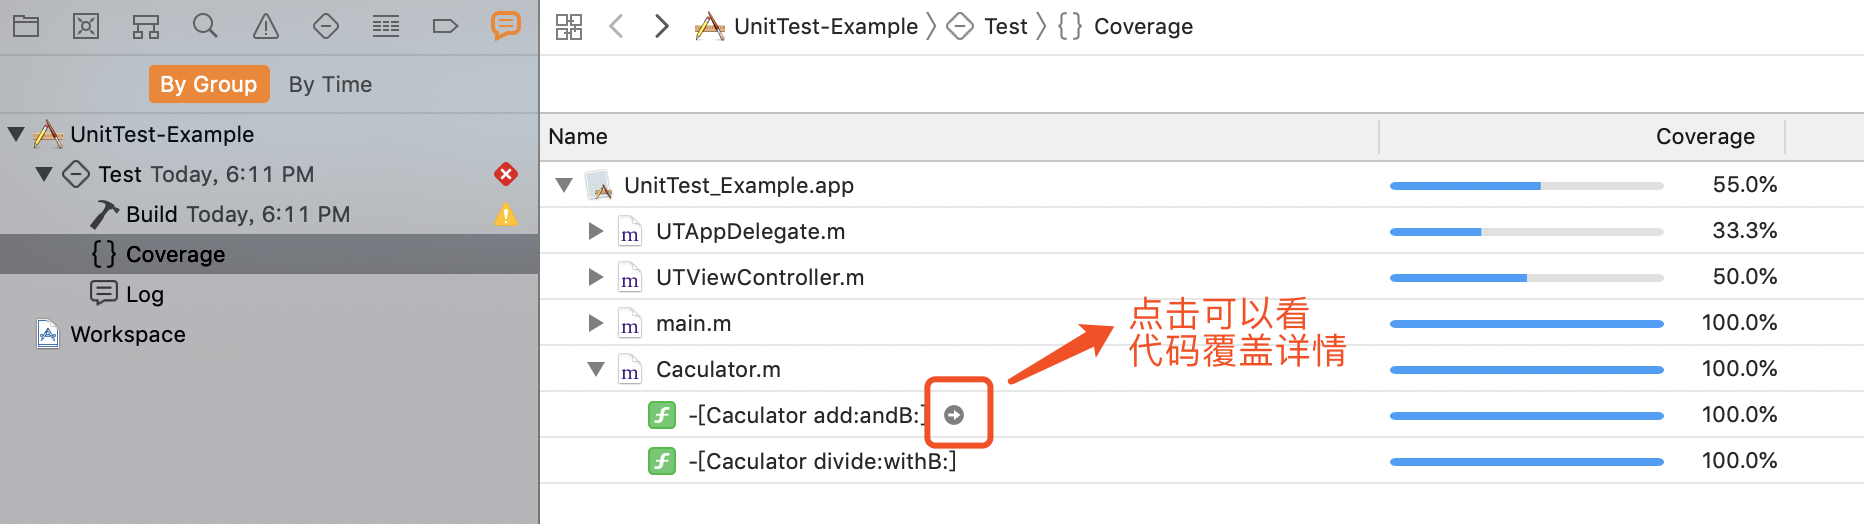 UnitTest-Example 〉 Test 〉 {} Coverage
By Group By Time
UnitTest-Example
Test Today, 6:11 PM
Build Today, 6:11 PM
{} Coverage
Log
Workspace
Name Coverage
UnitTest_Example.app 55.0%
m UTAppDelegate.m 33.3%
m UTViewController.m 50.0%
m main.m 100.0%
m Caculator.m 100.0%
f -[Caculator add:andB:] 100.0%
f -[Caculator divide:withB:] 100.0%
点击可以看
代码覆盖详情